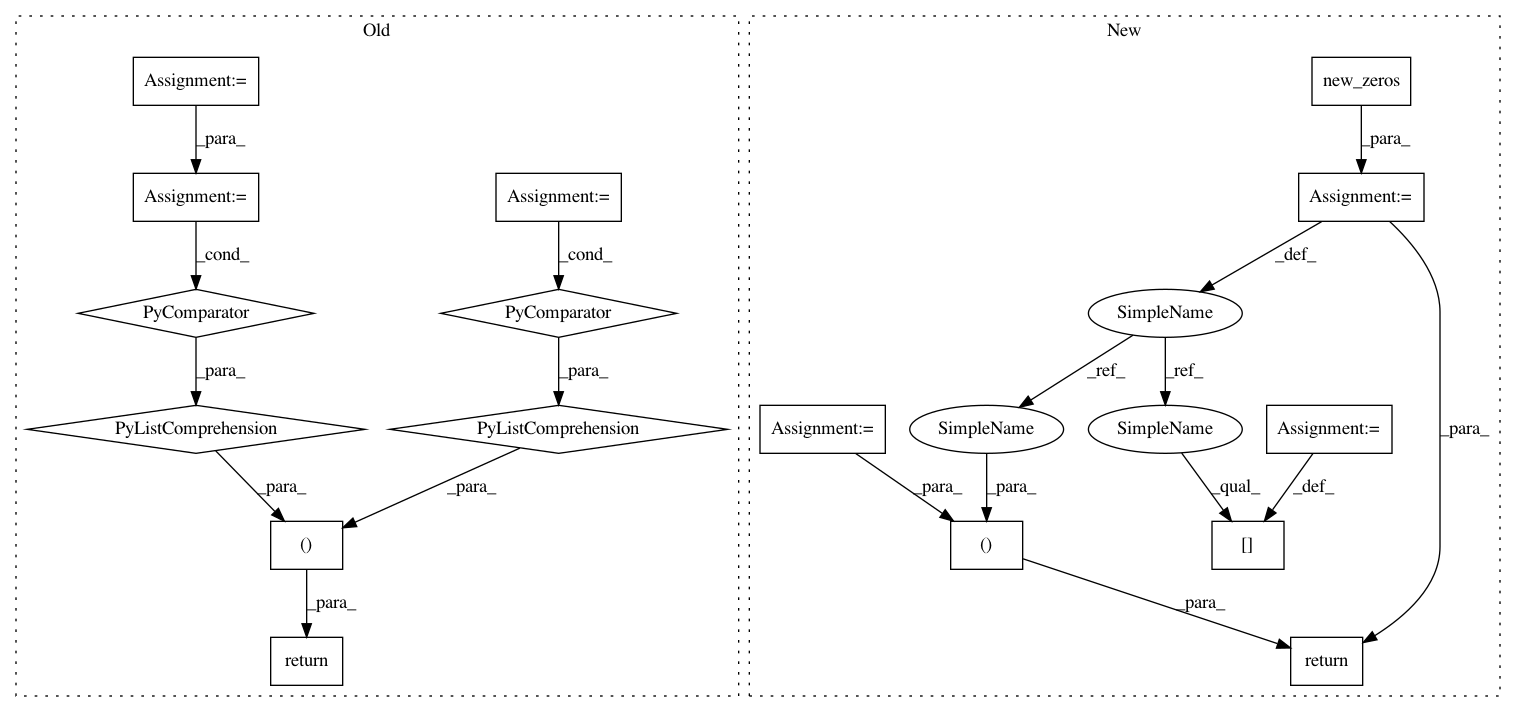 Old
New
Assignment:=
new_zeros
_para_
_para_
Assignment:=
Assignment:=
Assignment:=
_cond_
_cond_
_def_
PyComparator
PyComparator
SimpleName
_para_
_para_
_ref_
_ref_
PyListComprehension
PyListComprehension
Assignment:=
SimpleName
SimpleName
Assignment:=
_para_
_para_
_para_
_para_
_para_
_qual_
_def_
()
()
[]
_para_
_para_
return
return